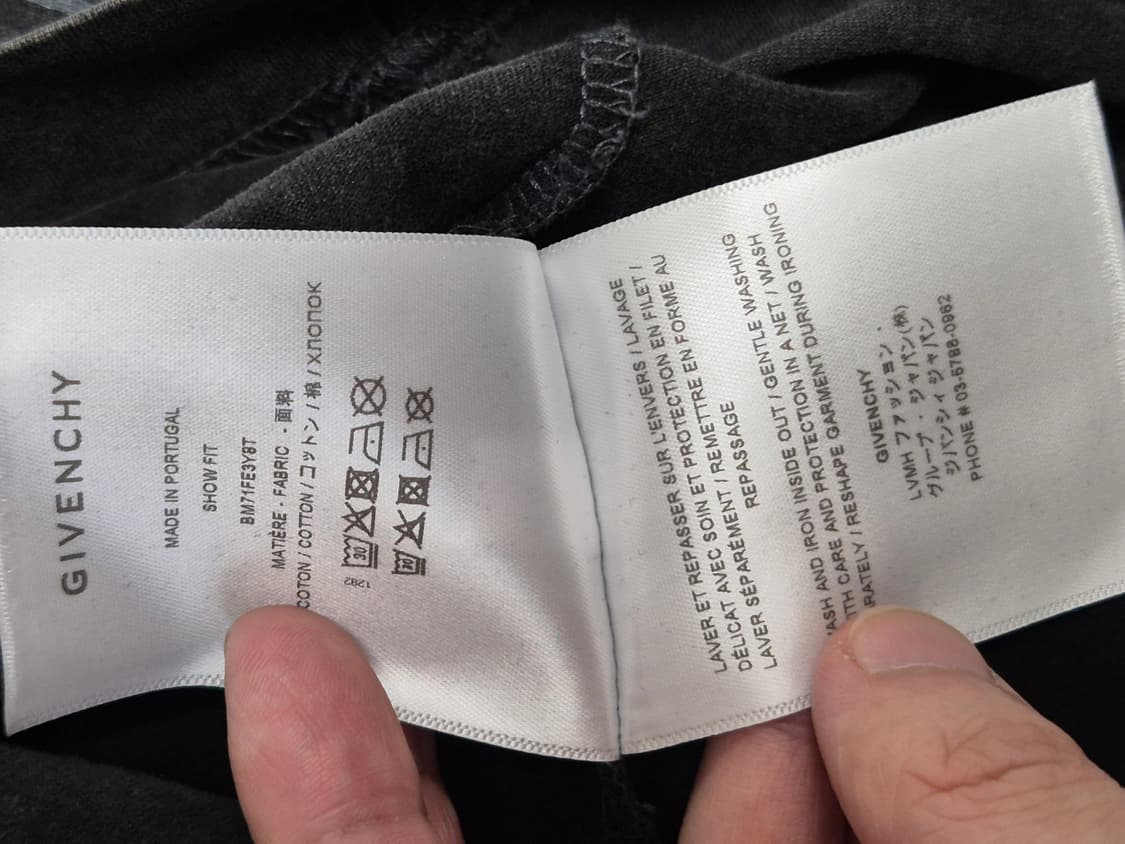 GIVENCHY
MADE IN PORTUGAL
SHOW FIT
BM71FE3Y8T
MATIÈRE - FABRIC - 面料
COTON / COTTON / コットン / 棉 / ХЛОПОК
30
1282
LAVER ET REPASSER SUR L'ENVERS / LAVAGE
DÉLICAT AVEC SOIN ET PROTECTION EN FILET /
LAVER SÉPARÉMENT / REMETTRE EN FORME AU
REPASSAGE
WASH AND IRON INSIDE OUT / GENTLE WASHING
WITH CARE AND PROTECTION IN A NET / WASH
RATELY / RESHAPE GARMENT DURING IRONING
GIVENCHY
LVMH ファッション・
グループ・ジャパン(株)
ジバンシィ ジャパン
PHONE # 03-5786-0962